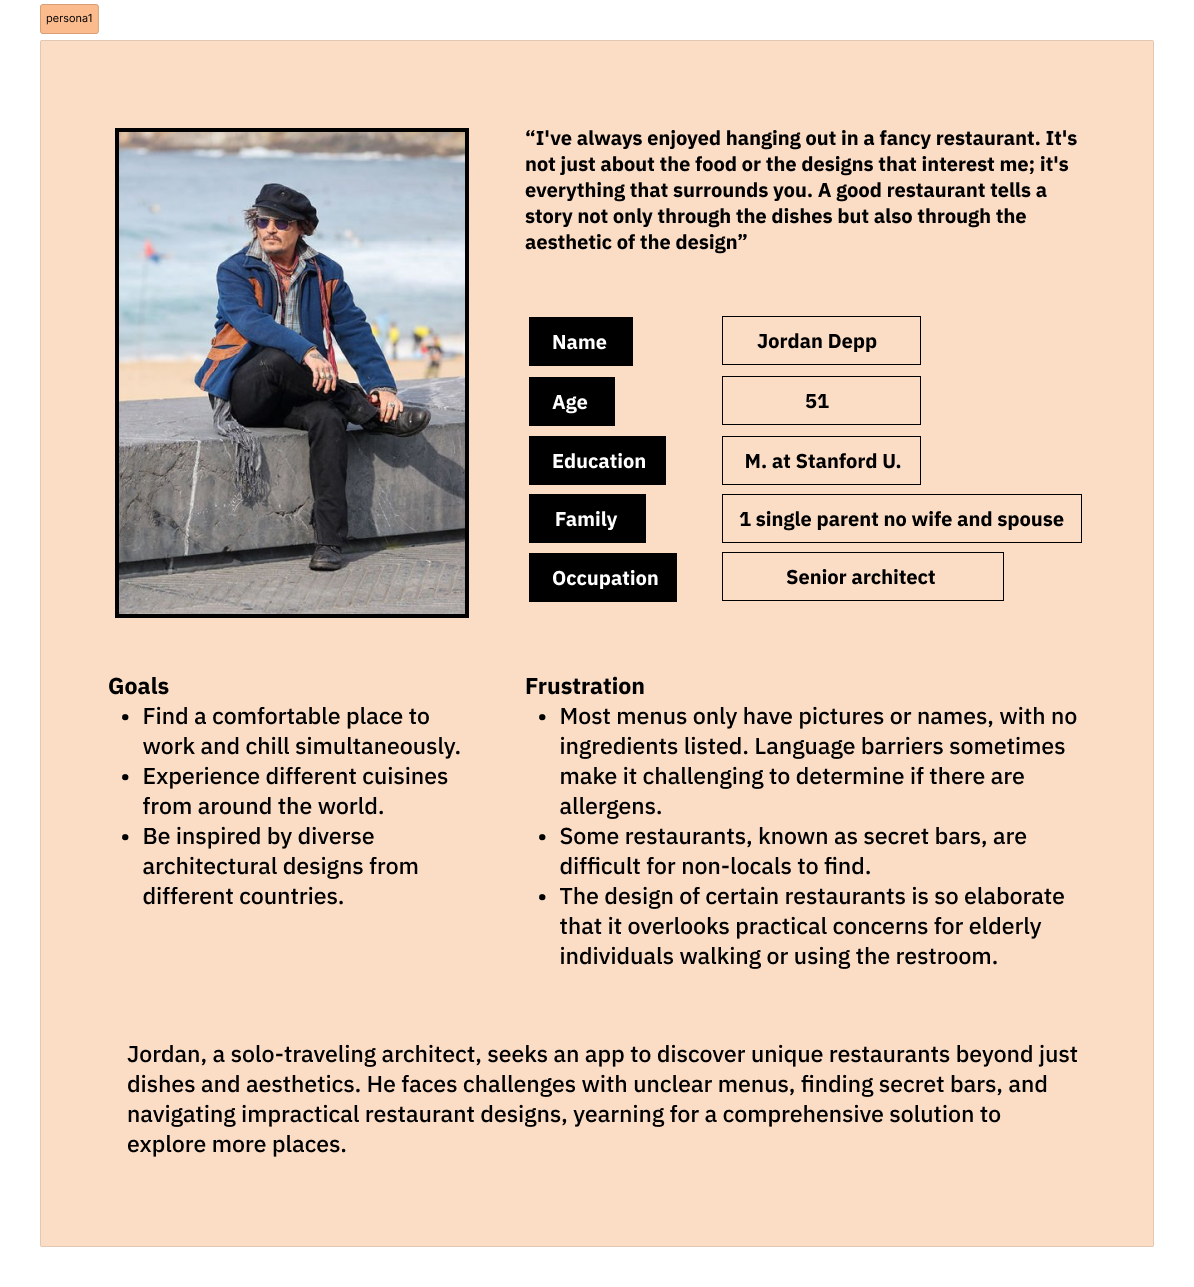 persona1
“I've always enjoyed hanging out in a fancy restaurant. It's
not just about the food or the designs that interest me; it's
everything that surrounds you. A good restaurant tells a
story not only through the dishes but also through the
aesthetic of the design”
Name
Jordan Depp
Age
51
Education
M. at Stanford U.
Family
1 single parent no wife and spouse
Occupation
Senior architect
Goals
• Find a comfortable place to
work and chill simultaneously.
• Experience different cuisines
from around the world.
• Be inspired by diverse
architectural designs from
different countries.
Frustration
• Most menus only have pictures or names, with no
ingredients listed. Language barriers sometimes
make it challenging to determine if there are
allergens.
• Some restaurants, known as secret bars, are
difficult for non-locals to find.
• The design of certain restaurants is so elaborate
that it overlooks practical concerns for elderly
individuals walking or using the restroom.
Jordan, a solo-traveling architect, seeks an app to discover unique restaurants beyond just
dishes and aesthetics. He faces challenges with unclear menus, finding secret bars, and
navigating impractical restaurant designs, yearning for a comprehensive solution to
explore more places.